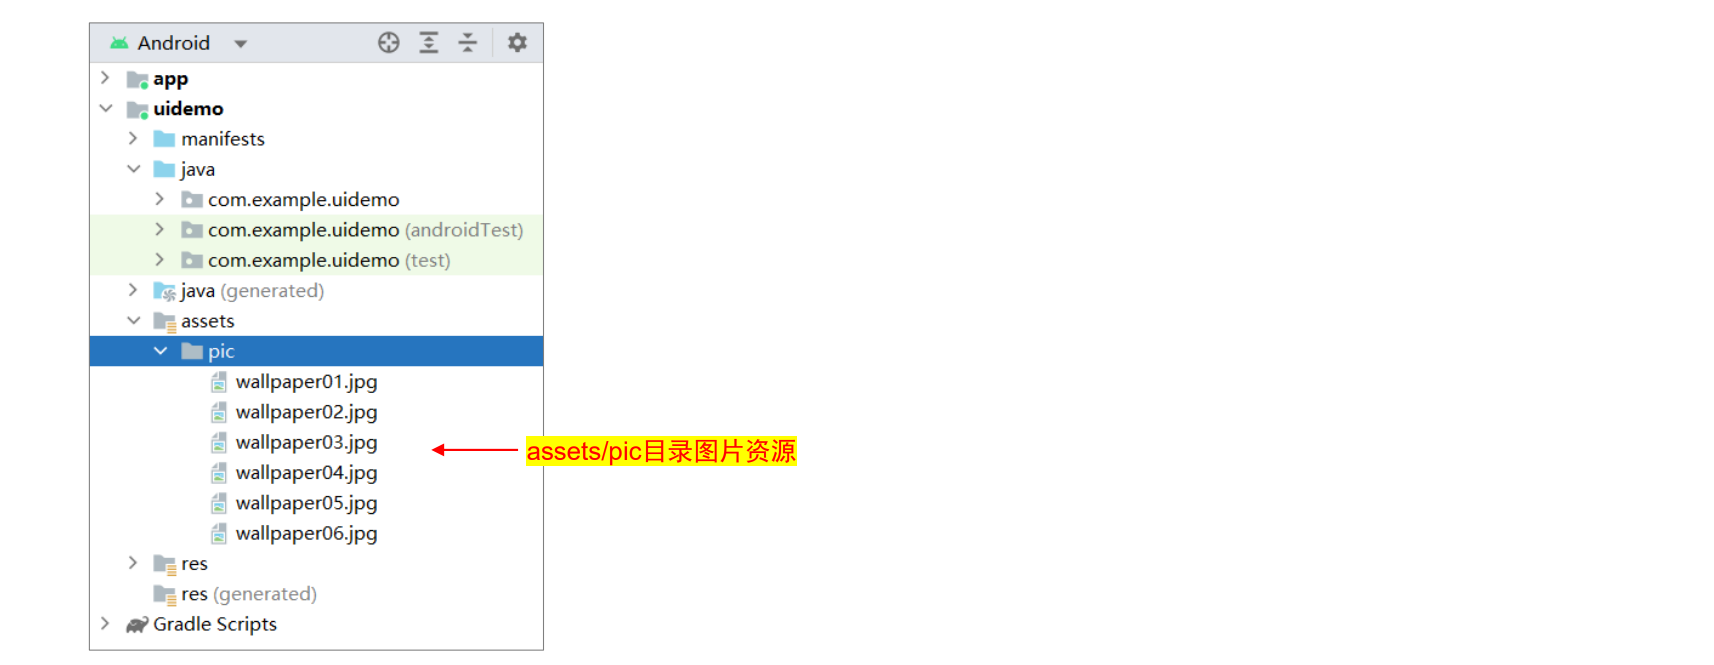 Android
app
uidemo
manifests
java
com.example.uidemo
com.example.uidemo (androidTest)
com.example.uidemo (test)
java (generated)
assets
pic
wallpaper01.jpg
wallpaper02.jpg
wallpaper03.jpg
assets/pic目录图片资源
wallpaper04.jpg
wallpaper05.jpg
wallpaper06.jpg
res
res (generated)
Gradle Scripts